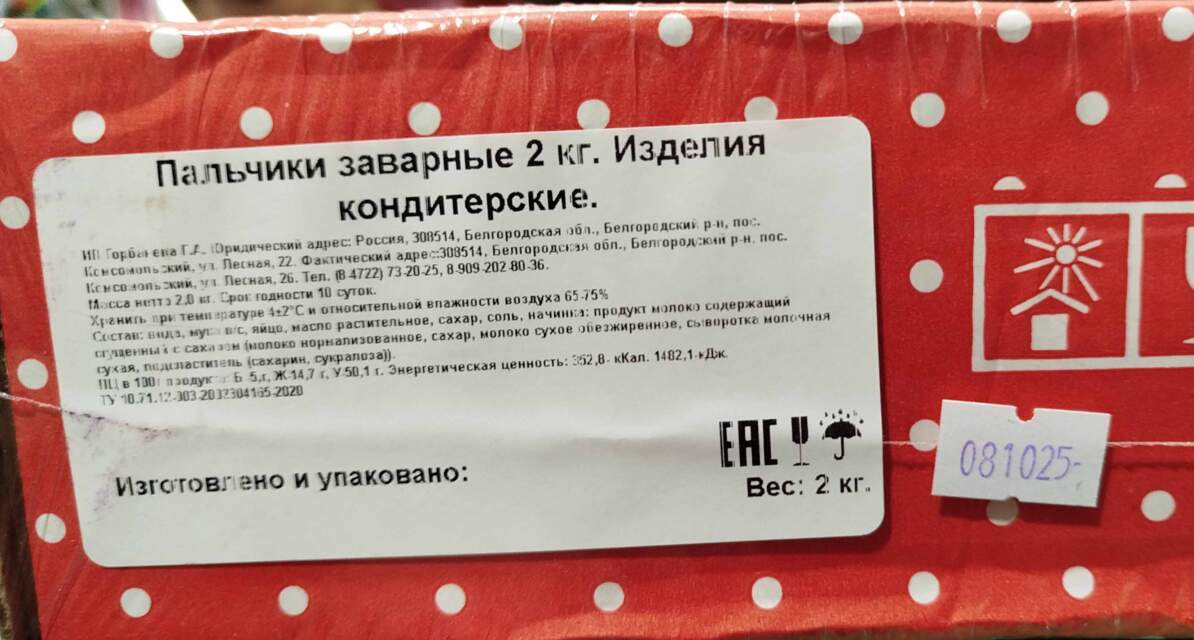 Пальчики заварные 2 кг. Изделия
кондитерские.
ИП Г.А. Юридический адрес: Россия, 308514, Белгородская обл., Белгородский р-н, пос.
Комсомольский, ул. Лесная, 22. Фактический адрес:308514, Белгородская обл., Белгородский р-н, пос.
Комсомольский, ул. Лесная, 26. Тел. (8 4722) 73-20-25, 8-909-202-80-36.
Масса нетто 2,0 кг. Срок годности 10 суток.
Хранить при температуре 4±2°С и относительной влажности воздуха 65-75%
Состав: вода, мука в/с, яйцо, масло растительное, сахар, соль, начинка: продукт молоко содержащий
сгущенный с сахаром (молоко нормализованное, сахар, молоко сухое обезжиренное, сыворотка молочная
сухая, подсластитель (сахарин, сукралоза)).
ПЦ в 100г продукта: Б-5,г, Ж-14,7 г, У-50,1 г. Энергетическая ценность: 352,8- кКал. 1482,1-кДж.
ТУ 10.71.12-003-2002304165-2020
ЕАС
Изготовлено и упаковано:
Вес: 2 кг.
081025-